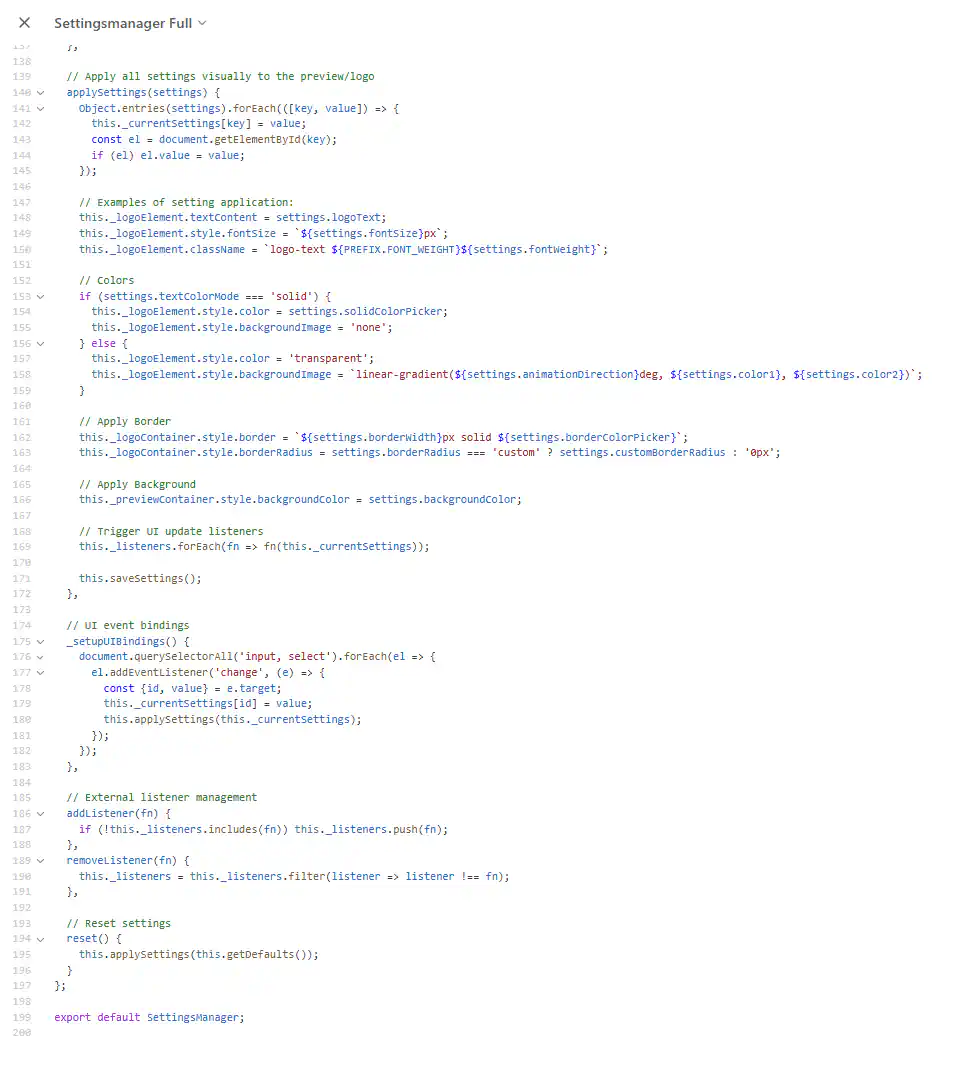 Settingsmanager Full
137 },
138
139 // Apply all settings visually to the preview/logo
140 applySettings(settings) {
141 Object.entries(settings).forEach(([key, value]) => {
142 this._currentSettings[key] = value;
143 const el = document.getElementById(key);
144 if (el) el.value = value;
145 });
146
147 // Examples of setting application:
148 this._logoElement.textContent = settings.logoText;
149 this._logoElement.style.fontSize = `${settings.fontSize}px`;
150 this._logoElement.className = `logo-text ${PREFIX.FONT_WEIGHT}${settings.fontWeight}`;
151
152 // Colors
153 if (settings.textColorMode === 'solid') {
154 this._logoElement.style.color = settings.solidColorPicker;
155 this._logoElement.style.backgroundImage = 'none';
156 } else {
157 this._logoElement.style.color = 'transparent';
158 this._logoElement.style.backgroundImage = `linear-gradient(${settings.animationDirection}deg, ${settings.color1}, ${settings.color2})`;
159 }
160
161 // Apply Border
162 this._logoContainer.style.border = `${settings.borderWidth}px solid ${settings.borderColorPicker}`;
163 this._logoContainer.style.borderRadius = settings.borderRadius === 'custom' ? settings.customBorderRadius : '0px';
164
165 // Apply Background
166 this._previewContainer.style.backgroundColor = settings.backgroundColor;
167
168 // Trigger UI update listeners
169 this._listeners.forEach(fn => fn(this._currentSettings));
170
171 this.saveSettings();
172 },
173
174 // UI event bindings
175 _setupUIBindings() {
176 document.querySelectorAll('input, select').forEach(el => {
177 el.addEventListener('change', (e) => {
178 const {id, value} = e.target;
179 this._currentSettings[id] = value;
180 this.applySettings(this._currentSettings);
181 });
182 });
183 },
184
185 // External listener management
186 addListener(fn) {
187 if (!this._listeners.includes(fn)) this._listeners.push(fn);
188 },
189 removeListener(fn) {
190 this._listeners = this._listeners.filter(listener => listener !== fn);
191 },
192
193 // Reset settings
194 reset() {
195 this.applySettings(this.getDefaults());
196 }
197 };
198
199 export default SettingsManager;
200